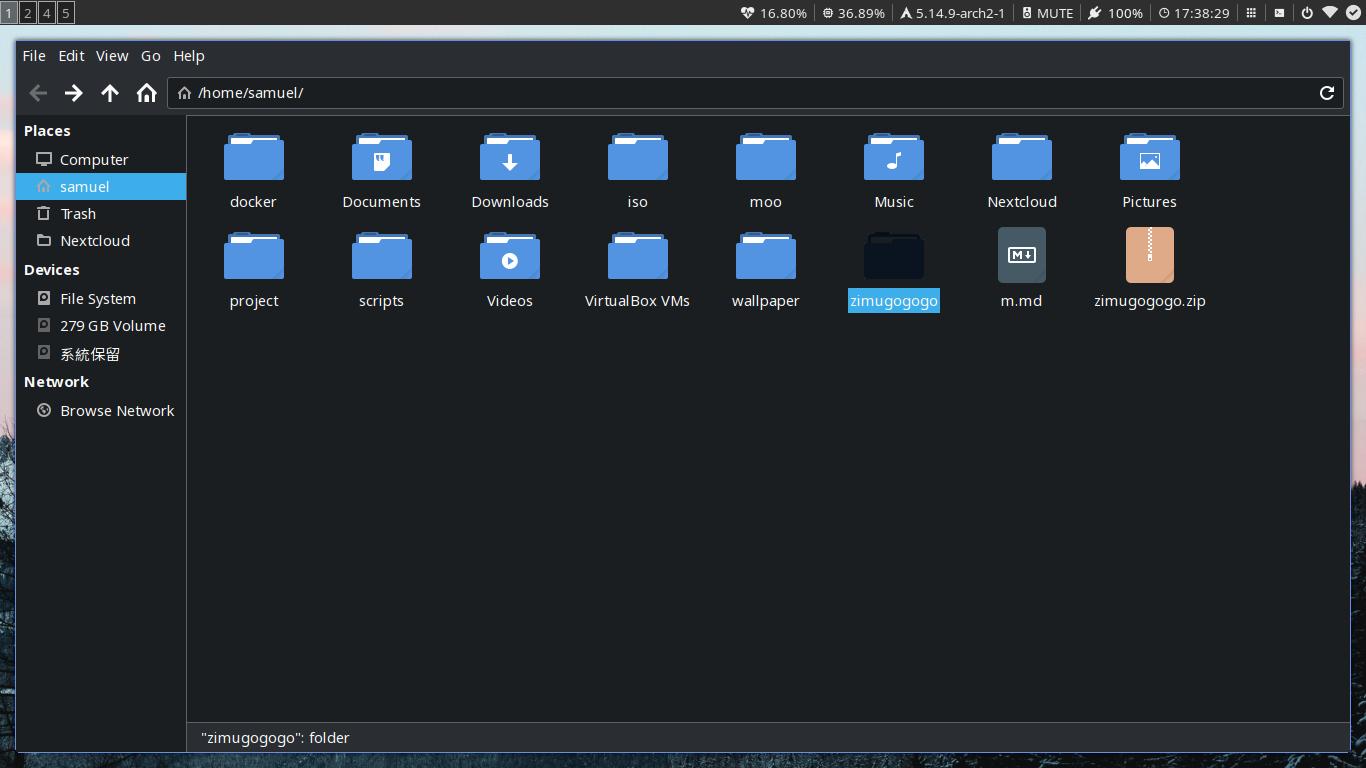 1 2 4 5 16.80% 36.89% 5.14.9-arch2-1 MUTE 100% 17:38:29
File Edit View Go Help
/home/samuel/
Places
Computer
samuel
Trash
Nextcloud
Devices
File System
279 GB Volume
系統保留
Network
Browse Network
docker Documents Downloads iso moo Music Nextcloud Pictures
project scripts Videos VirtualBox VMs wallpaper zimugogogo m.md zimugogogo.zip
"zimugogogo": folder